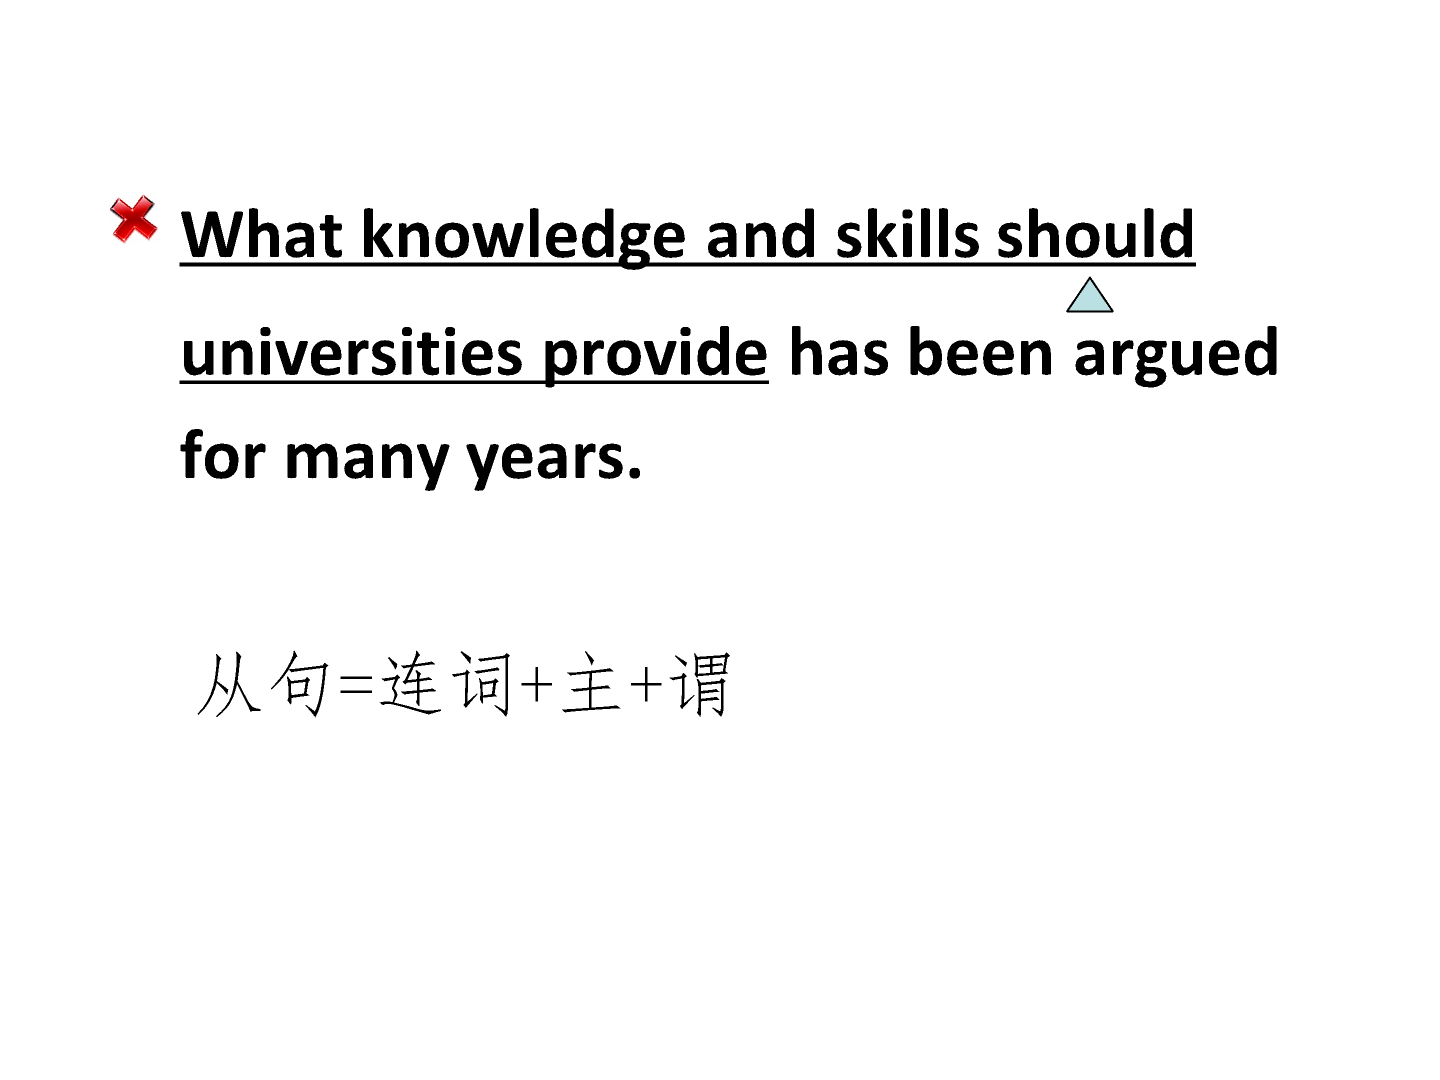 What knowledge and skills should
universities provide has been argued
for many years.
从句=连词+主+谓